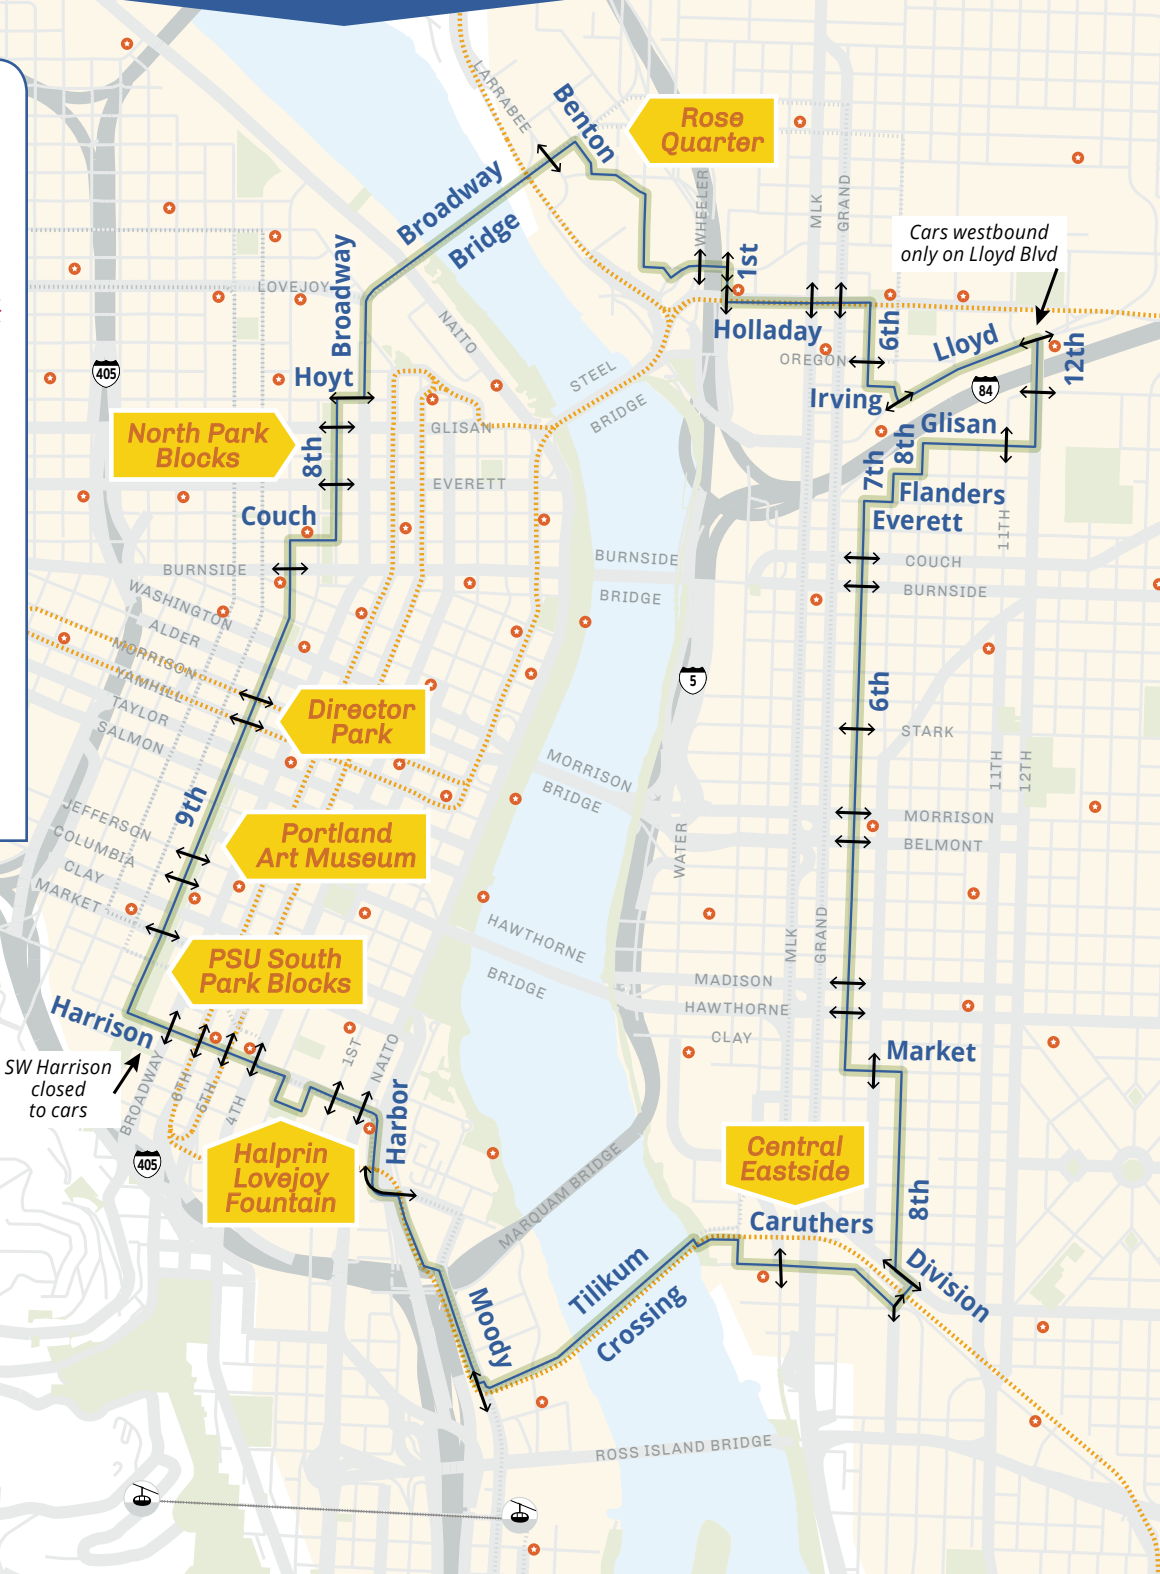 LARRABEE
Benton
Rose
Quarter
WHEELER
MLK
GRAND
Broadway
Bridge
Broadway
1st
Cars westbound
only on Lloyd Blvd
LOVEJOY
NAITO
Holladay
6th
Lloyd
12th
OREGON
STEEL
BRIDGE
405
Hoyt
84
Irving
North Park
Blocks
8th
GLISAN
8th
Glisan
7th
EVERETT
Flanders
Everett
Couch
11TH
BURNSIDE
BURNSIDE
BRIDGE
COUCH
BURNSIDE
WASHINGTON
ALDER
MORRISON
YAMHILL
TAYLOR
SALMON
5
6th
Director
Park
STARK
MORRISON
BRIDGE
11TH
12TH
9th
JEFFERSON
COLUMBIA
CLAY
MARKET
Portland
Art Museum
WATER
MORRISON
BELMONT
HAWTHORNE
BRIDGE
MLK
GRAND
PSU South
Park Blocks
MADISON
HAWTHORNE
CLAY
Harrison
SW Harrison
closed
to cars
BROADWAY
6TH
5TH
4TH
1ST
NAITO
Harbor
Market
405
Halprin
Lovejoy
Fountain
MARQUAM BRIDGE
Central
Eastside
8th
Caruthers
Division
Moody
Tilikum
Crossing
ROSS ISLAND BRIDGE